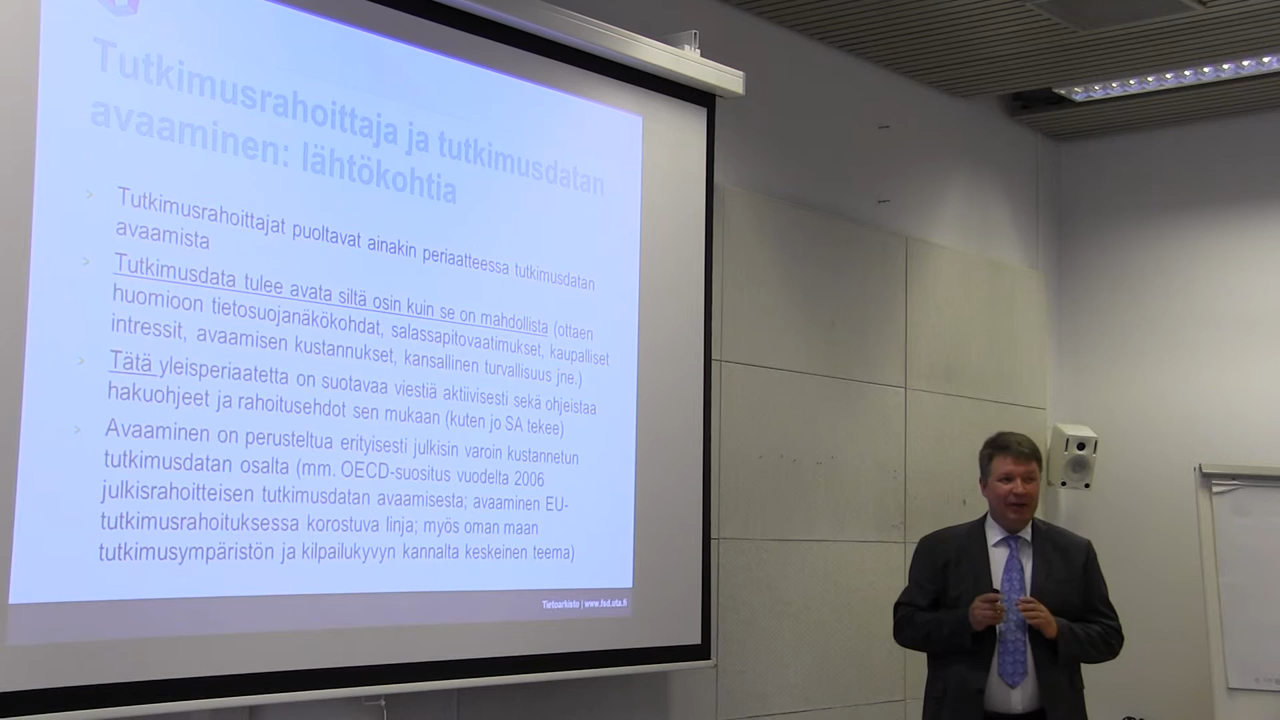 Tutkimusrahoittaja ja tutkimusdatan
avaaminen: lähtökohtia
Tutkimusrahoittajat puoltavat ainakin periaatteessa tutkimusdatan
avaamista
Tutkimusdata tulee avata siltä osin kuin se on mahdollista (ottaen
huomioon tietosuojanäkökohdat, salassapitovaatimukset, kaupalliset
intressit, avaamisen kustannukset, kansallinen turvallisuus jne.)
Tätä yleisperiaatetta on suotavaa viestiä aktiivisesti sekä ohjeistaa
hakuohjeet ja rahoitusehdot sen mukaan (kuten jo SA tekee)
Avaaminen on perusteltua erityisesti julkisin varoin kustannetun
tutkimusdatan osalta (mm. OECD-suositus vuodelta 2006
julkisrahoitteisen tutkimusdatan avaamisesta; avaaminen EU-
tutkimusrahoituksessa korostuva linja; myös oman maan
tutkimusympäristön ja kilpailukyvyn kannalta keskeinen teema)
Tietoarkisto | www.fsd.uta.fi